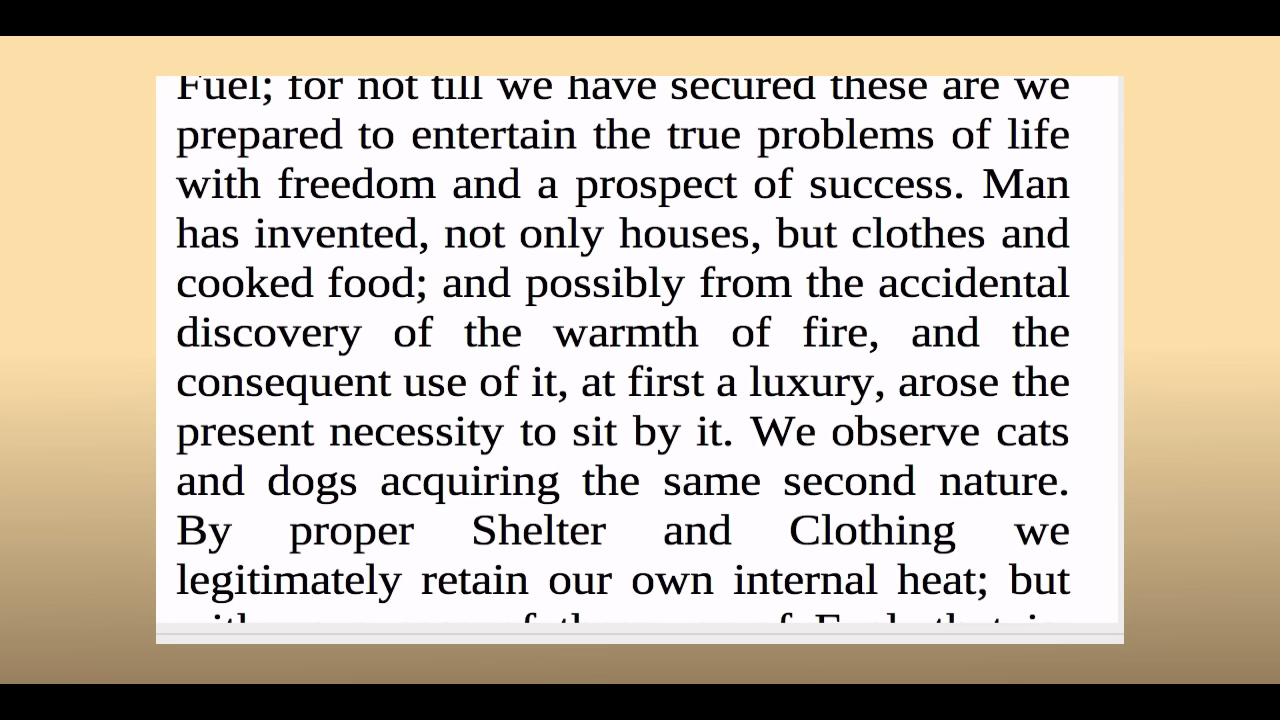 Fuel; for not till we have secured these are we
prepared to entertain the true problems of life
with freedom and a prospect of success. Man
has invented, not only houses, but clothes and
cooked food; and possibly from the accidental
discovery of the warmth of fire, and the
consequent use of it, at first a luxury, arose the
present necessity to sit by it. We observe cats
and dogs acquiring the same second nature.
By proper Shelter and Clothing we
legitimately retain our own internal heat; but